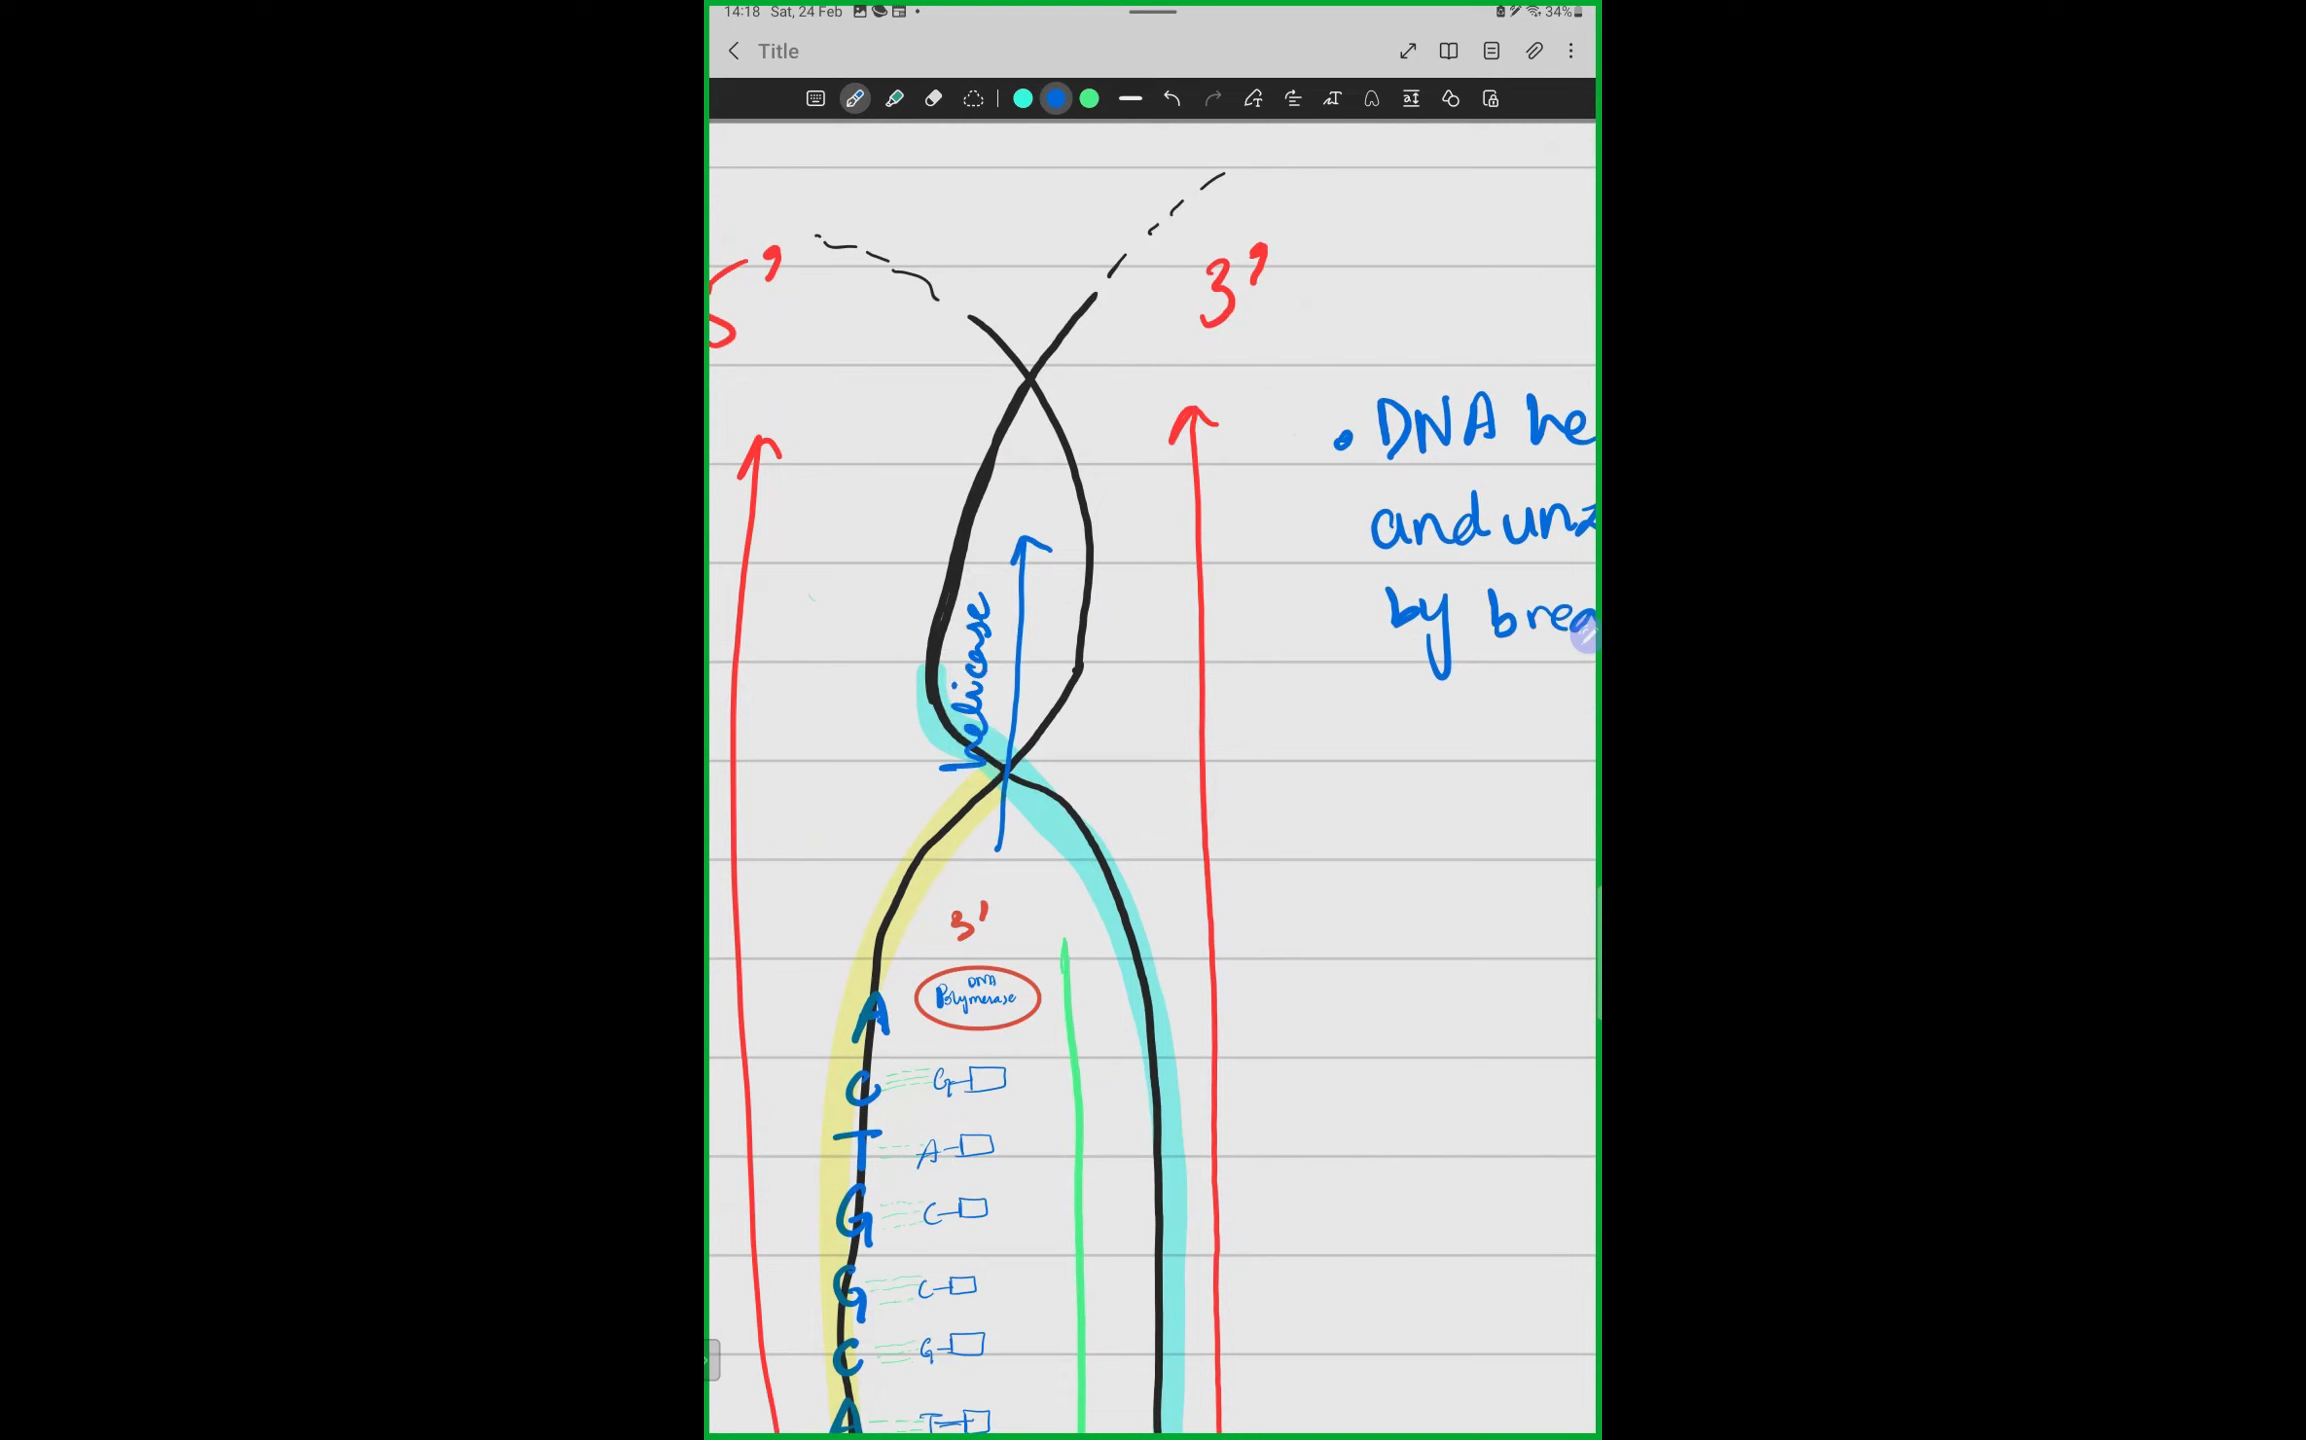 14:18 Sat, 24 Feb
34%
Title
5'
3'
• DNA he
and unz
by brea
helicase
3'
DNA
Polymerase
A
C G
T A
G C
G C
C G
A T